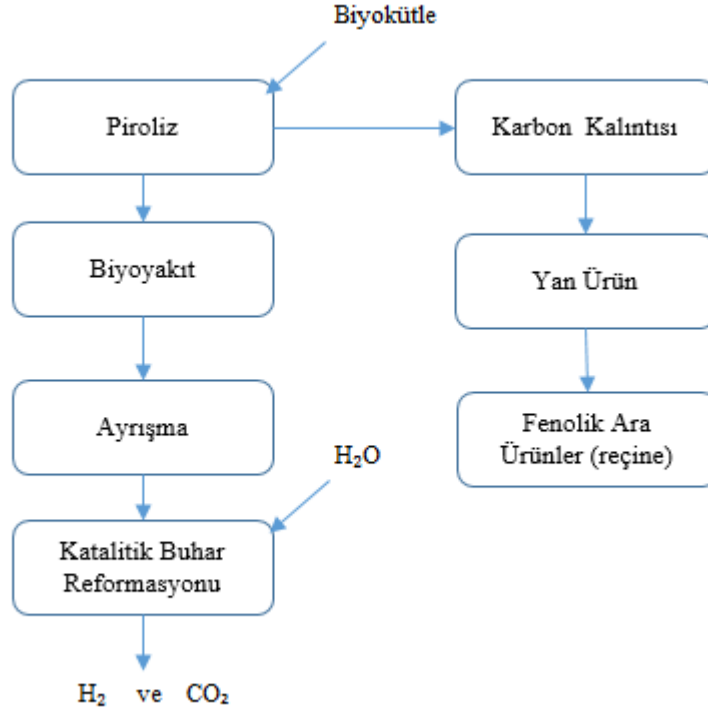 Biyokütle
Piroliz
Karbon Kalıntısı
Biyoyakıt
Yan Ürün
Ayrışma
Fenolik Ara
Ürünler (reçine)
H₂O
Katalitik Buhar
Reformasyonu
H₂ ve CO₂